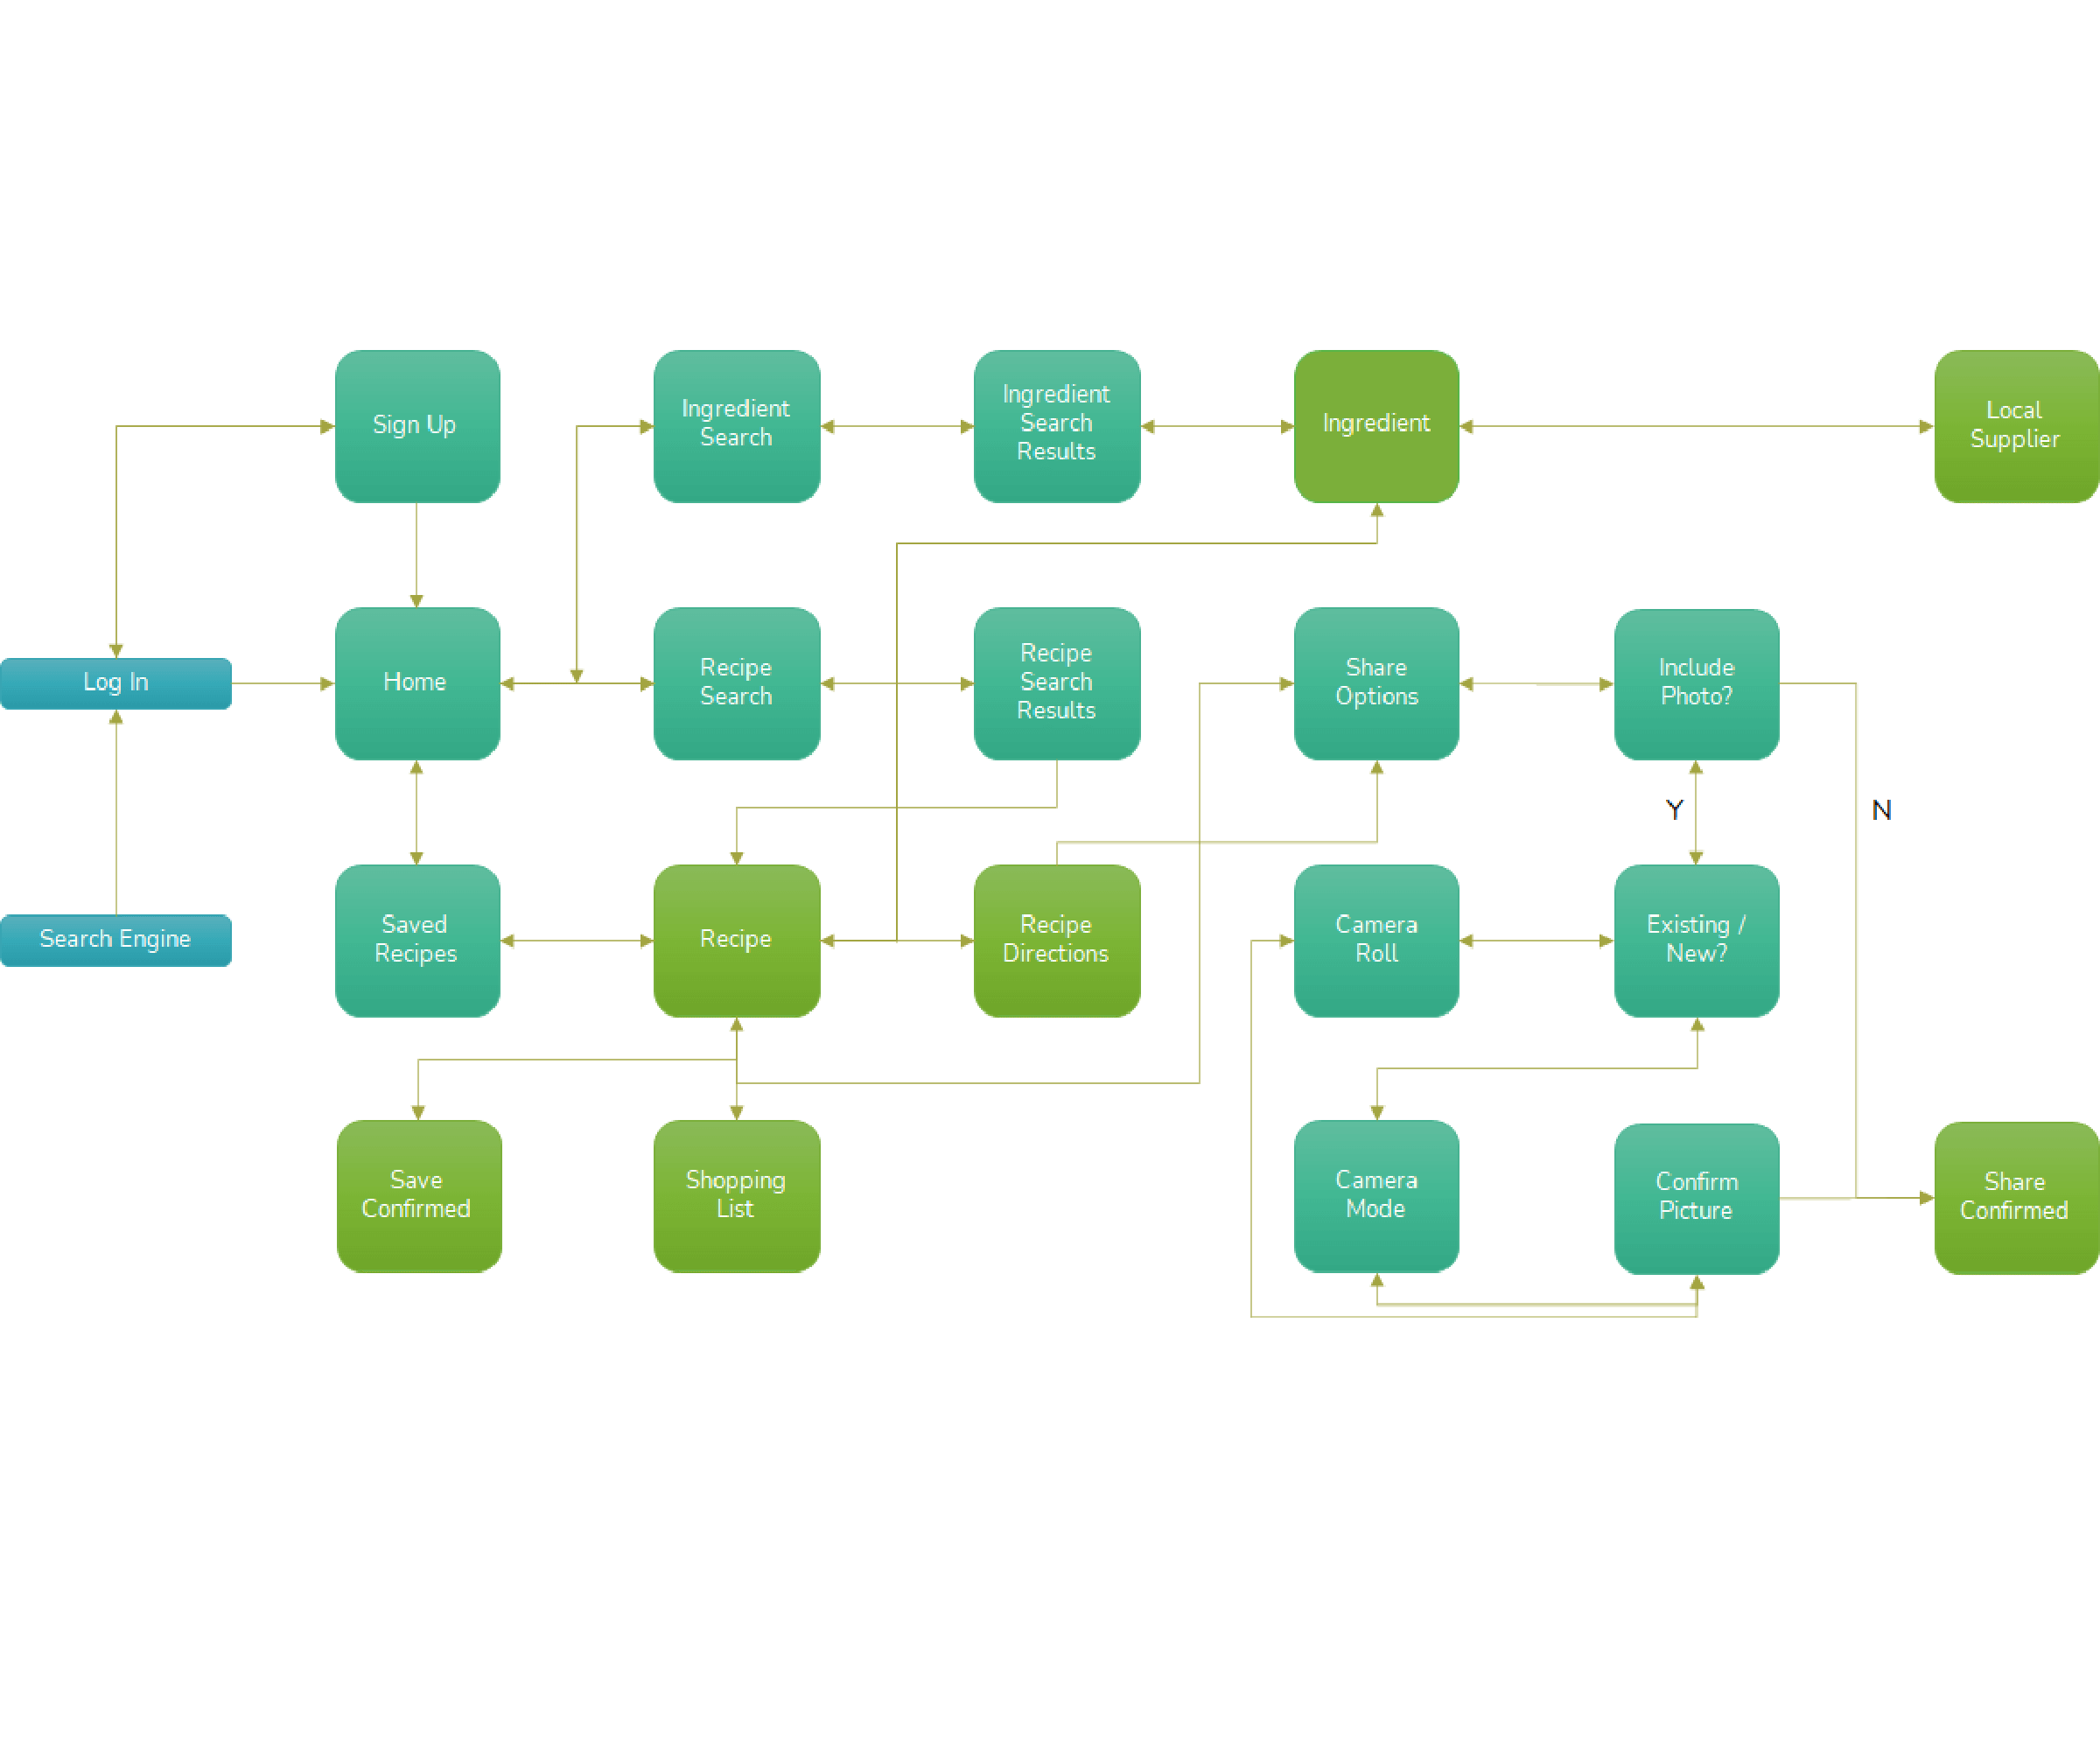 Sign Up
Ingredient
Search
Ingredient
Search
Results
Ingredient
Local
Supplier
Log In
Home
Recipe
Search
Recipe
Search
Results
Share
Options
Include
Photo?
Y
N
Search Engine
Saved
Recipes
Recipe
Recipe
Directions
Camera
Roll
Existing /
New?
Save
Confirmed
Shopping
List
Camera
Mode
Confirm
Picture
Share
Confirmed